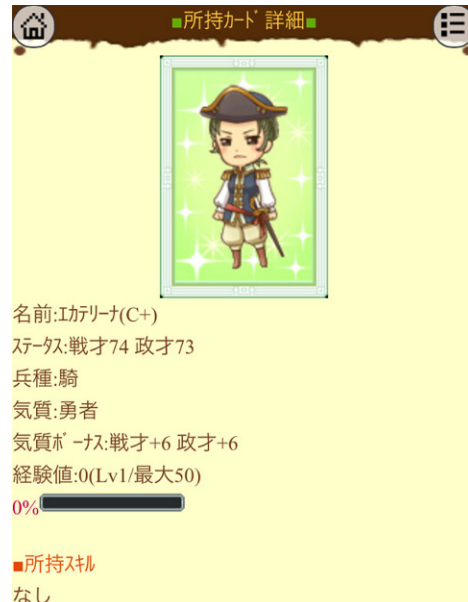 ■所持ｶｰﾄﾞ詳細■
名前:ｴｶﾃﾘｰﾅ(C+)
ｽﾃｰﾀｽ:戦才74 政才73
兵種:騎
気質:勇者
気質ﾎﾞｰﾅｽ:戦才+6 政才+6
経験値:0(Lv1/最大50)
0%
■所持ｽｷﾙ
なし